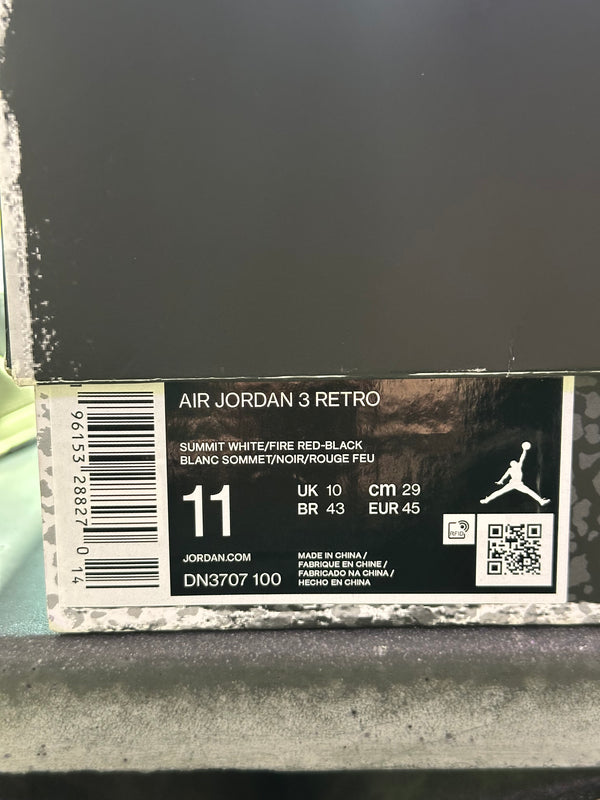 AIR JORDAN 3 RETRO
SUMMIT WHITE/FIRE RED-BLACK
BLANC SOMMET/NOIR/ROUGE FEU
11
UK 10 cm 29
BR 43 EUR 45
JORDAN.COM
DN3707 100
MADE IN CHINA /
FABRIQUE EN CHINE /
FABRICADO NA CHINA /
HECHO EN CHINA
RFID
96153 28827 0 14